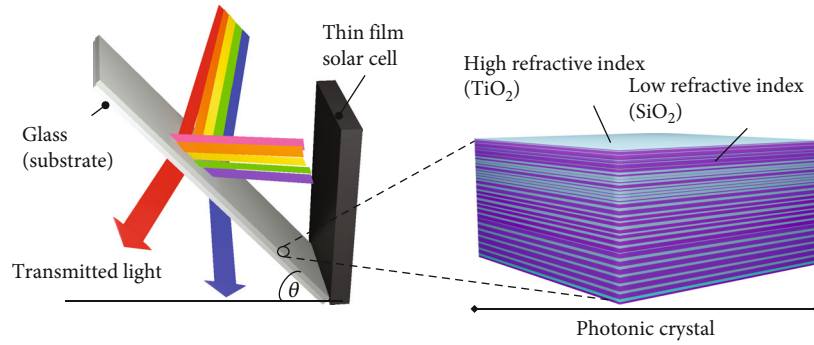 Thin film
solar cell
Glass
(substrate)
Transmitted light
θ
High refractive index
(TiO₂)
Low refractive index
(SiO₂)
Photonic crystal